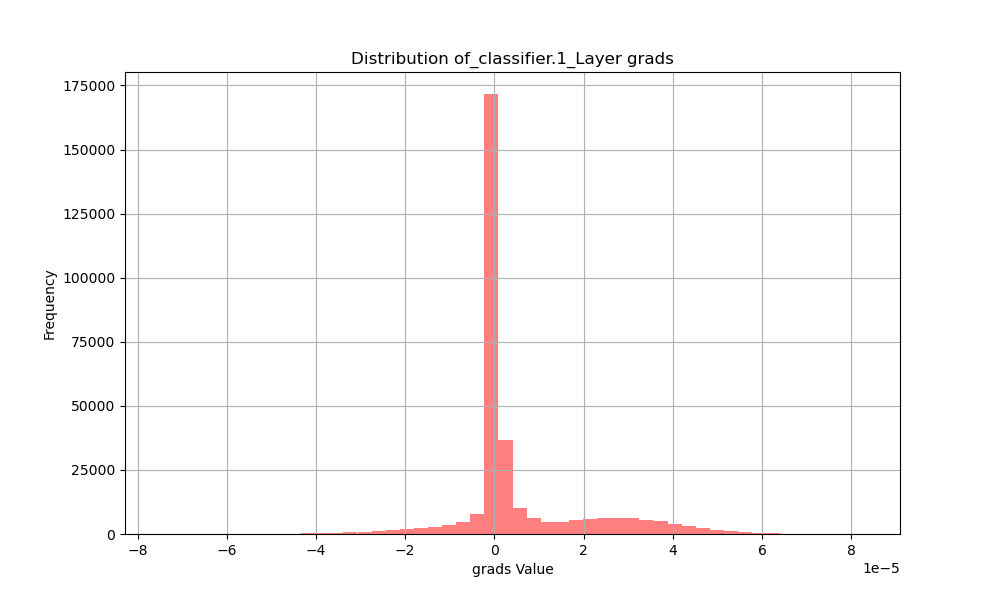 Distribution of_classifier.1_Layer grads
175000
150000
125000
100000
75000
50000
25000
0
Frequency
−8 −6 −4 −2 0 2 4 6 8
1e−5
grads Value